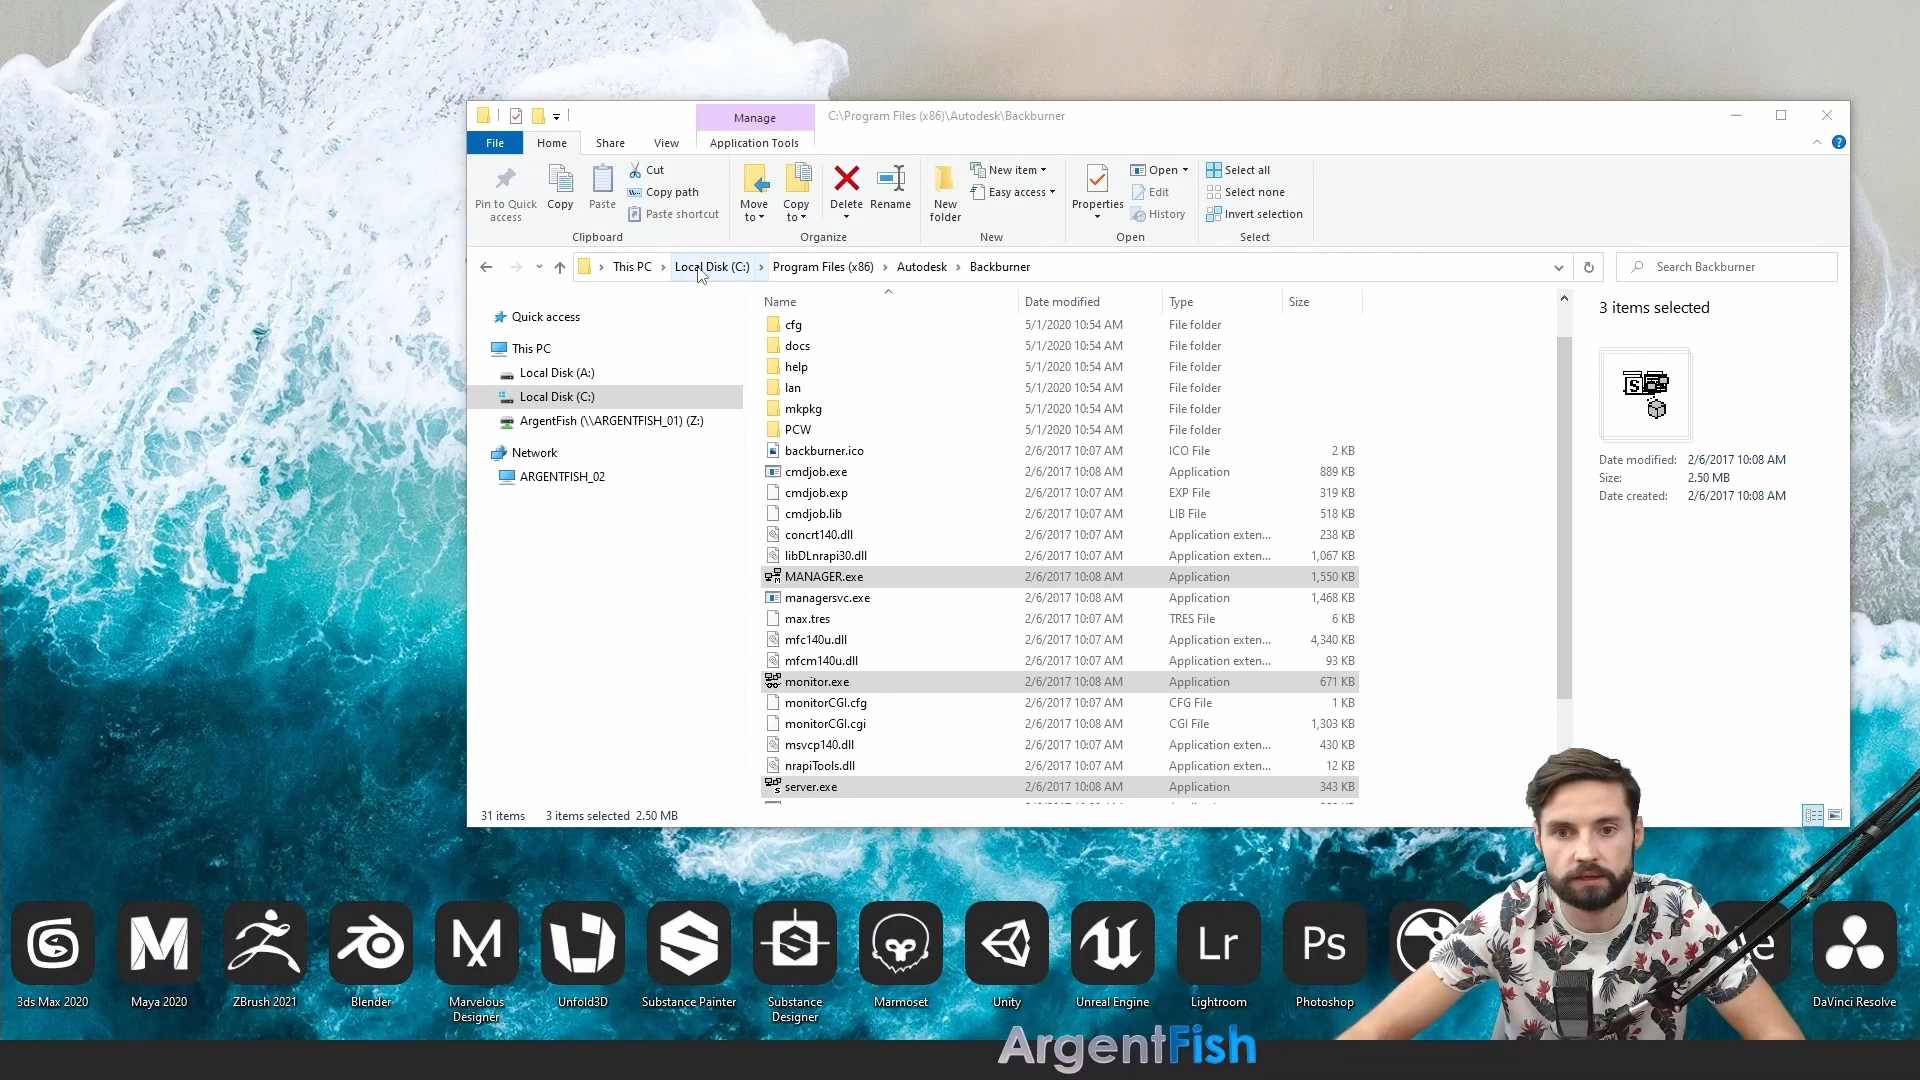 Manage
C:\Program Files (x86)\Autodesk\Backburner
File
Home
Share
View
Application Tools
Pin to Quick access
Copy
Paste
Cut
Copy path
Paste shortcut
Clipboard
Move to
Copy to
Delete
Rename
Organize
New folder
New item
Easy access
New
Properties
Open
Edit
History
Open
Select all
Select none
Invert selection
Select
This PC
Local Disk (C:)
Program Files (x86)
Autodesk
Backburner
Search Backburner
Quick access
This PC
Local Disk (A:)
Local Disk (C:)
ArgentFish (\\ARGENTFISH_01) (Z:)
Network
ARGENTFISH_02
Name Date modified Type Size
cfg 5/1/2020 10:54 AM File folder
docs 5/1/2020 10:54 AM File folder
help 5/1/2020 10:54 AM File folder
lan 5/1/2020 10:54 AM File folder
mkpkg 5/1/2020 10:54 AM File folder
PCW 5/1/2020 10:54 AM File folder
backburner.ico 2/6/2017 10:07 AM ICO File 2 KB
cmdjob.exe 2/6/2017 10:08 AM Application 889 KB
cmdjob.exp 2/6/2017 10:07 AM EXP File 319 KB
cmdjob.lib 2/6/2017 10:07 AM LIB File 518 KB
concrt140.dll 2/6/2017 10:07 AM Application exten... 238 KB
libDLnrapi30.dll 2/6/2017 10:07 AM Application exten... 1,067 KB
MANAGER.exe 2/6/2017 10:08 AM Application 1,550 KB
managersvc.exe 2/6/2017 10:08 AM Application 1,468 KB
max.tres 2/6/2017 10:07 AM TRES File 6 KB
mfc140u.dll 2/6/2017 10:07 AM Application exten... 4,340 KB
mfcm140u.dll 2/6/2017 10:07 AM Application exten... 93 KB
monitor.exe 2/6/2017 10:08 AM Application 671 KB
monitorCGI.cfg 2/6/2017 10:07 AM CFG File 1 KB
monitorCGI.cgi 2/6/2017 10:08 AM CGI File 1,303 KB
msvcp140.dll 2/6/2017 10:07 AM Application exten... 430 KB
nrapiTools.dll 2/6/2017 10:07 AM Application exten... 12 KB
server.exe 2/6/2017 10:08 AM Application 343 KB
3 items selected
Date modified: 2/6/2017 10:08 AM
Size: 2.50 MB
Date created: 2/6/2017 10:08 AM
31 items 3 items selected 2.50 MB
Lr
Ps
3ds Max 2020
Maya 2020
ZBrush 2021
Blender
Marvelous Designer
Unfold3D
Substance Painter
Substance Designer
Marmoset
Unity
Unreal Engine
Lightroom
Photoshop
DaVinci Resolve
ArgentFish